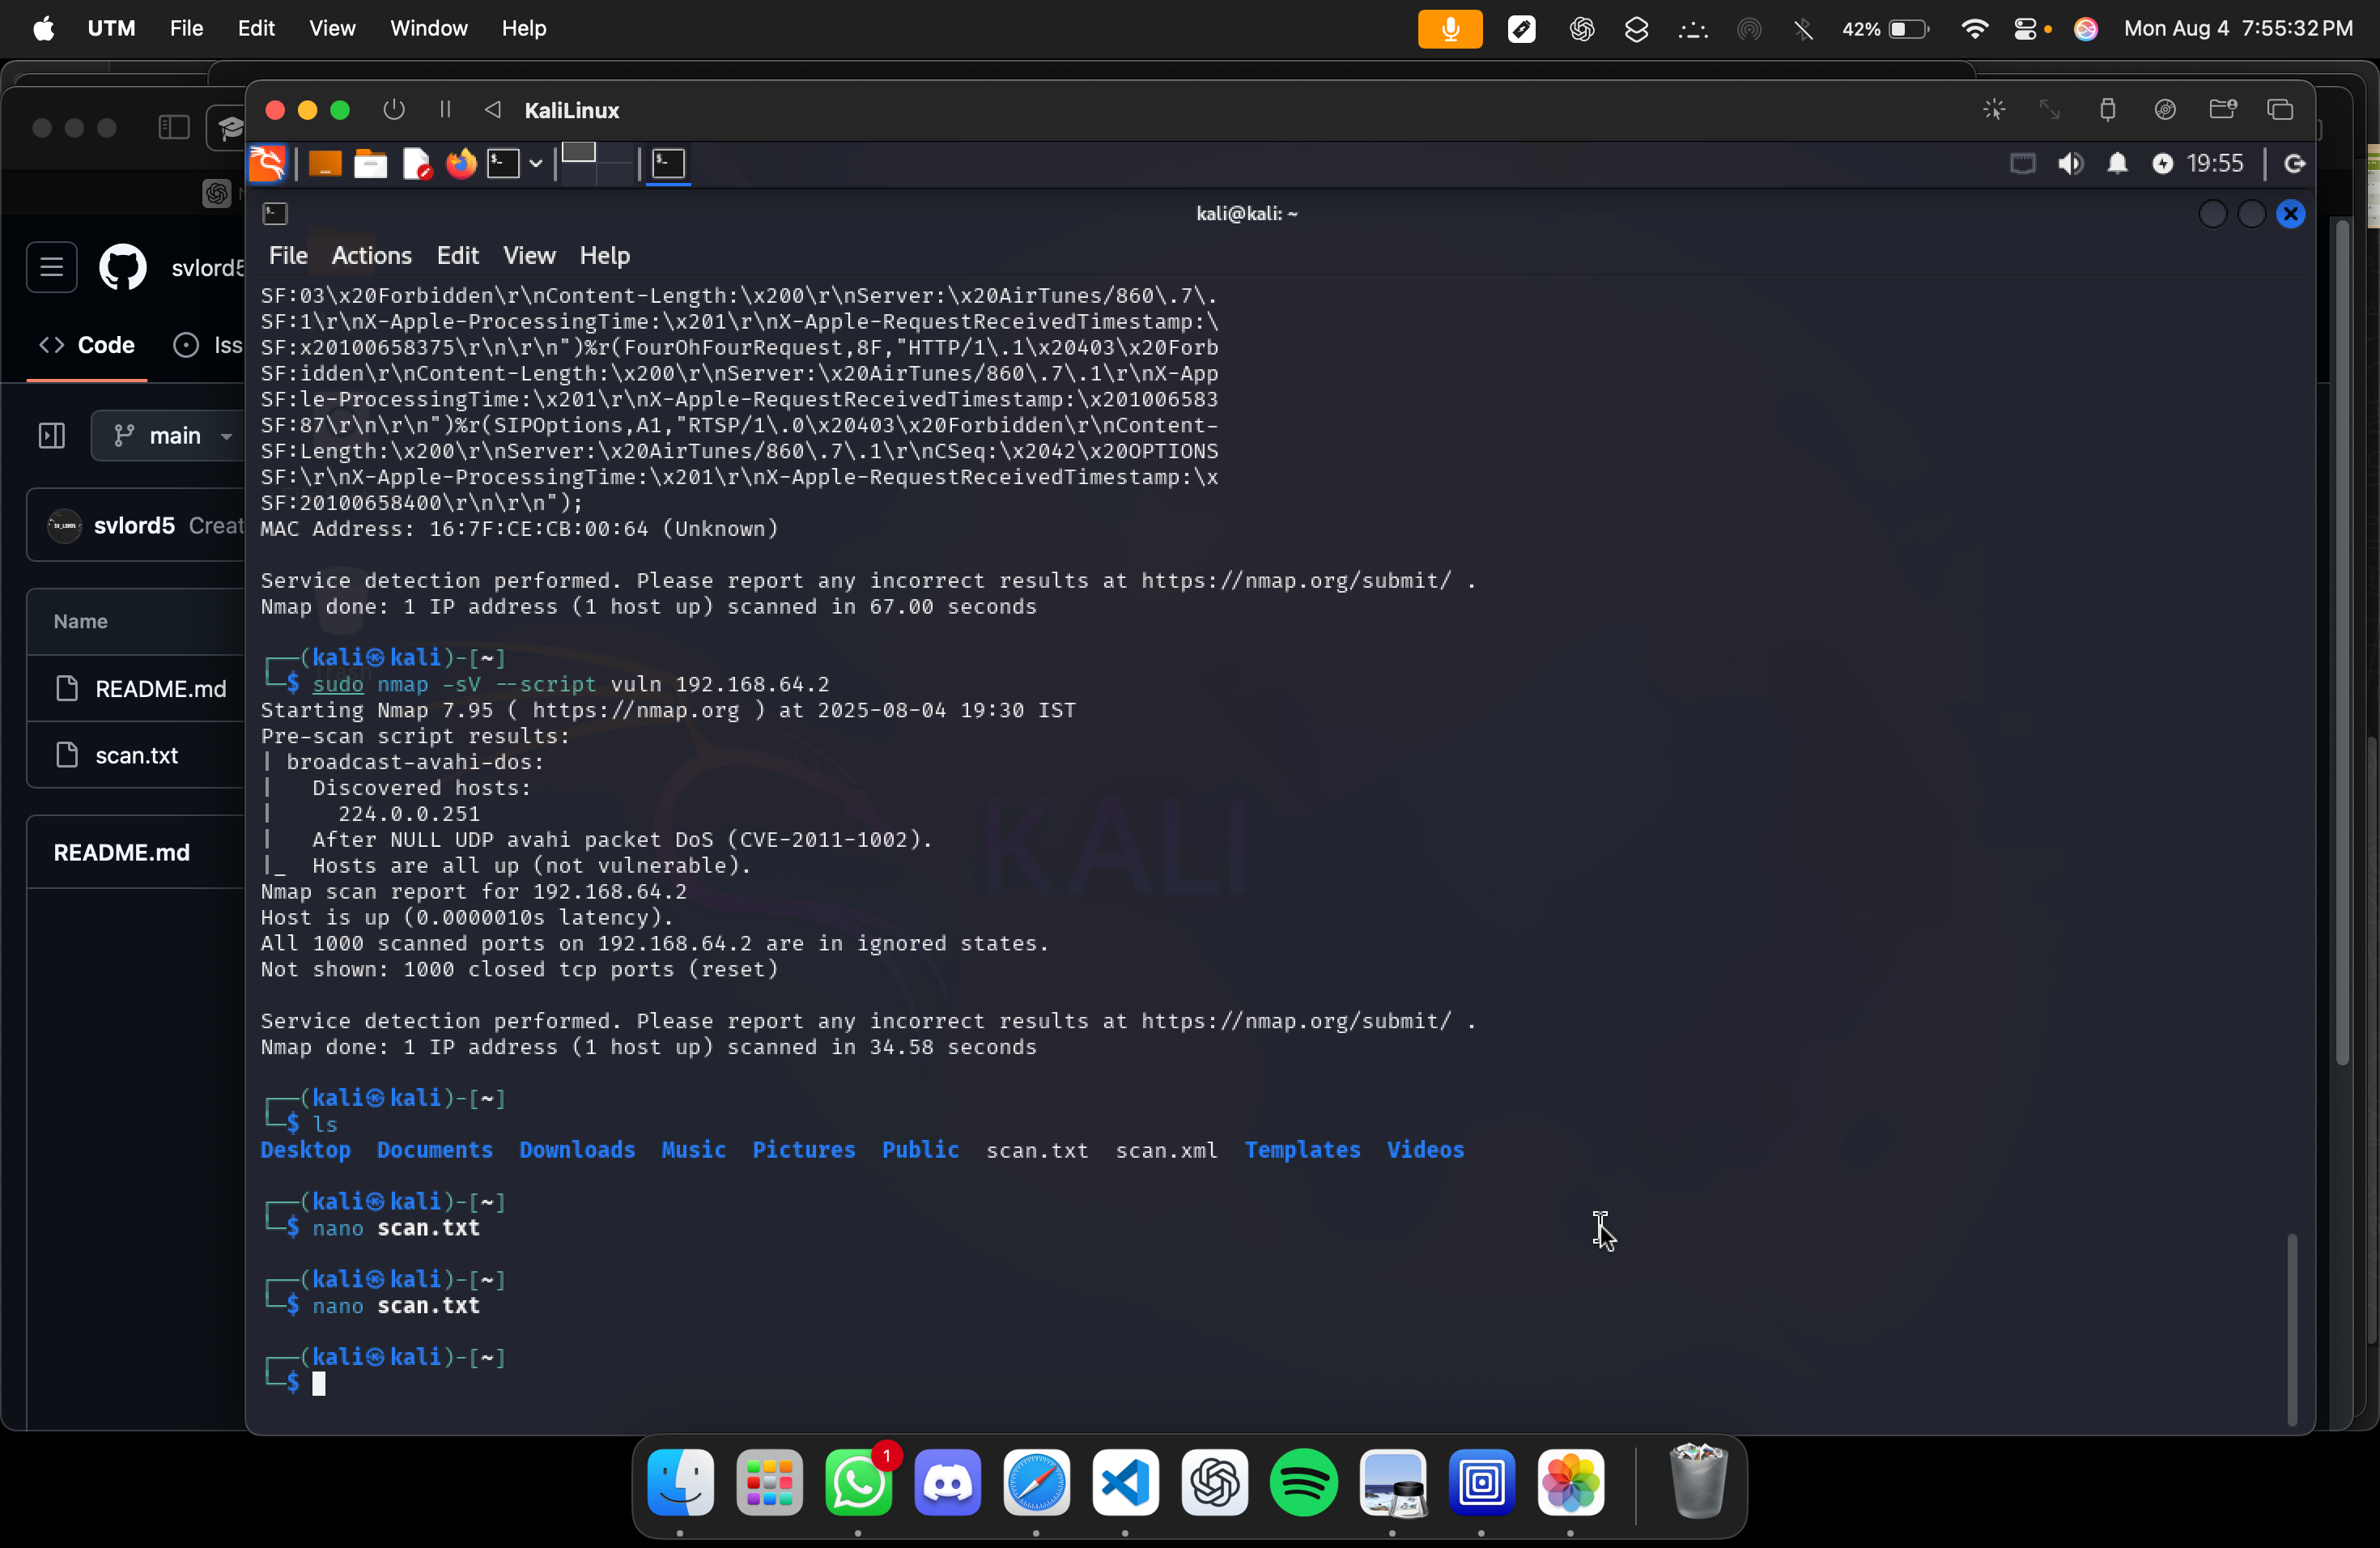 UTM File Edit View Window Help 42% Mon Aug 4 7:55:32 PM
KaliLinux
19:55
kali@kali: ~
File Actions Edit View Help
svlord5
Code
main
svlord5
Name
README.md
scan.txt
README.md
SF:03\x20Forbidden\r\nContent-Length:\x200\r\nServer:\x20AirTunes/860\.7\.
SF:1\r\nX-Apple-ProcessingTime:\x201\r\nX-Apple-RequestReceivedTimestamp:\
SF:x20100658375\r\n\r\n")%r(FourOhFourRequest,8F,"HTTP/1\.1\x20403\x20Forb
SF:idden\r\nContent-Length:\x200\r\nServer:\x20AirTunes/860\.7\.1\r\nX-App
SF:le-ProcessingTime:\x201\r\nX-Apple-RequestReceivedTimestamp:\x201006583
SF:87\r\n\r\n")%r(SIPOptions,A1,"RTSP/1\.0\x20403\x20Forbidden\r\nContent-
SF:Length:\x200\r\nServer:\x20AirTunes/860\.7\.1\r\nCSeq:\x2042\x20OPTIONS
SF:\r\nX-Apple-ProcessingTime:\x201\r\nX-Apple-RequestReceivedTimestamp:\x
SF:20100658400\r\n\r\n");
MAC Address: 16:7F:CE:CB:00:64 (Unknown)
Service detection performed. Please report any incorrect results at https://nmap.org/submit/ .
Nmap done: 1 IP address (1 host up) scanned in 67.00 seconds
┌──(kali㉿kali)-[~]
└─$ sudo nmap -sV --script vuln 192.168.64.2
Starting Nmap 7.95 ( https://nmap.org ) at 2025-08-04 19:30 IST
Pre-scan script results:
| broadcast-avahi-dos:
|   Discovered hosts:
|     224.0.0.251
|   After NULL UDP avahi packet DoS (CVE-2011-1002).
|_  Hosts are all up (not vulnerable).
Nmap scan report for 192.168.64.2
Host is up (0.0000010s latency).
All 1000 scanned ports on 192.168.64.2 are in ignored states.
Not shown: 1000 closed tcp ports (reset)
Service detection performed. Please report any incorrect results at https://nmap.org/submit/ .
Nmap done: 1 IP address (1 host up) scanned in 34.58 seconds
┌──(kali㉿kali)-[~]
└─$ ls
Desktop Documents Downloads Music Pictures Public scan.txt scan.xml Templates Videos
┌──(kali㉿kali)-[~]
└─$ nano scan.txt
┌──(kali㉿kali)-[~]
└─$ nano scan.txt
┌──(kali㉿kali)-[~]
└─$
KALI
1